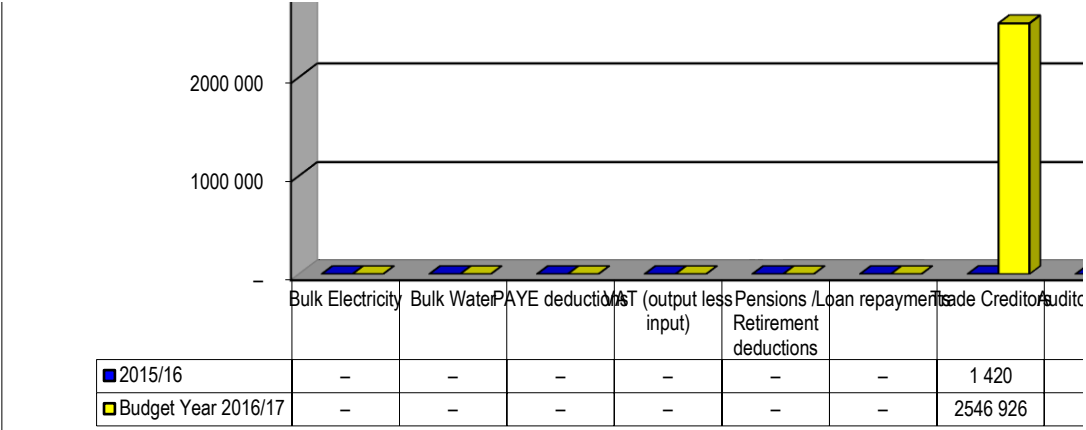 2000 000
1000 000
–
Bulk Electricity Bulk Water PAYE deductions VAT (output less input) Pensions / Retirement deductions Loan repayments Trade Creditors
2015/16 – – – – – – 1 420
Budget Year 2016/17 – – – – – – 2546 926